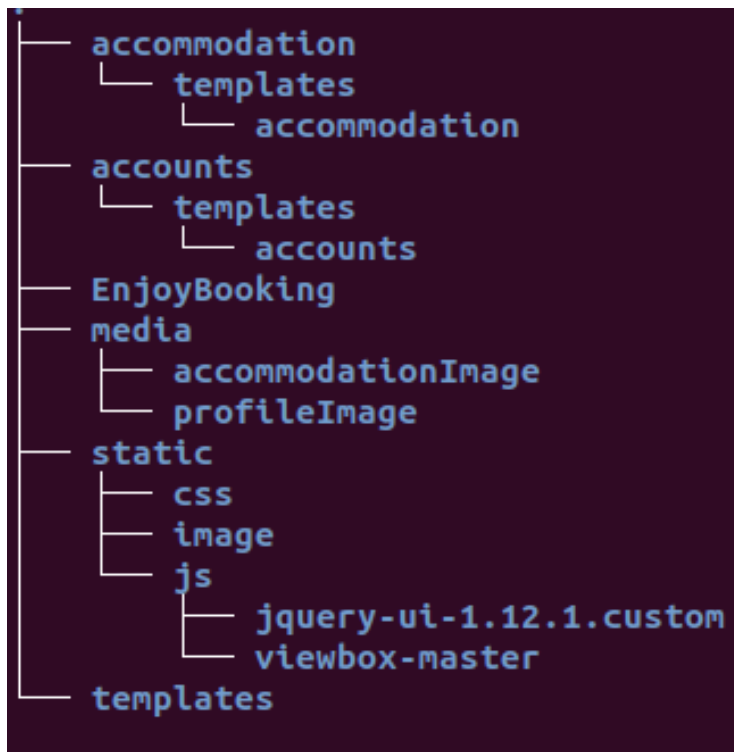 .
├── accommodation
│   └── templates
│       └── accommodation
├── accounts
│   └── templates
│       └── accounts
├── EnjoyBooking
├── media
│   ├── accommodationImage
│   └── profileImage
├── static
│   ├── css
│   ├── image
│   └── js
│       ├── jquery-ui-1.12.1.custom
│       └── viewbox-master
└── templates